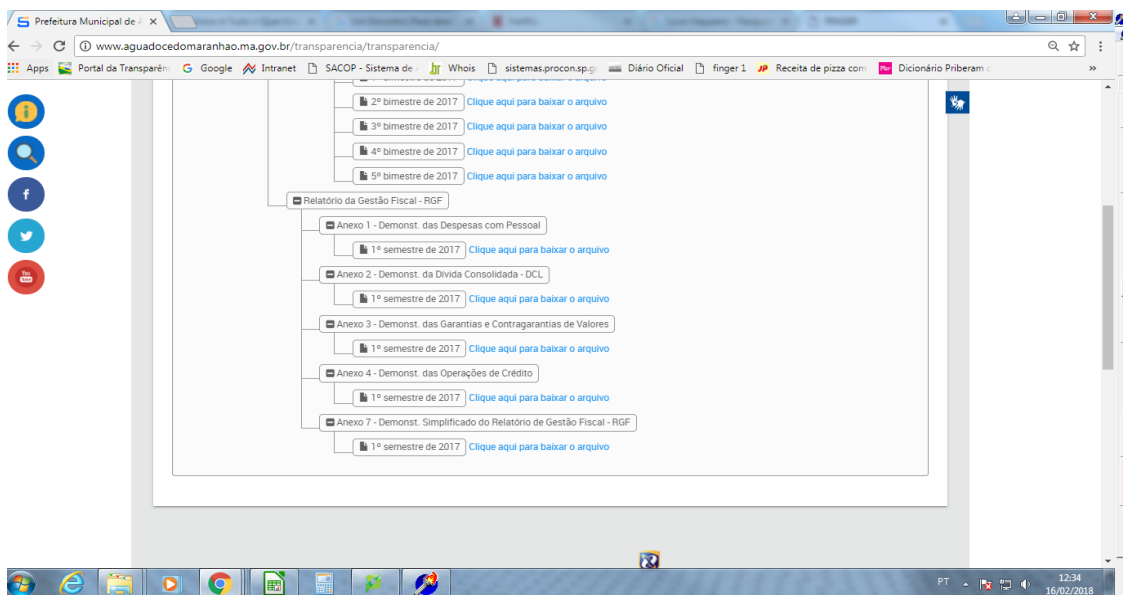 Prefeitura Municipal de Á
www.aguadocedomaranhao.ma.gov.br/transparencia/transparencia/
Apps Portal da Transparên Google Intranet SACOP - Sistema de Whois sistemas.procon.sp.g Diário Oficial finger 1 Receita de pizza com Dicionário Priberam
2º bimestre de 2017 Clique aqui para baixar o arquivo
3º bimestre de 2017 Clique aqui para baixar o arquivo
4º bimestre de 2017 Clique aqui para baixar o arquivo
5º bimestre de 2017 Clique aqui para baixar o arquivo
Relatório da Gestão Fiscal - RGF
Anexo 1 - Demonst. das Despesas com Pessoal
1º semestre de 2017 Clique aqui para baixar o arquivo
Anexo 2 - Demonst. da Dívida Consolidada - DCL
1º semestre de 2017 Clique aqui para baixar o arquivo
Anexo 3 - Demonst. das Garantias e Contragarantias de Valores
1º semestre de 2017 Clique aqui para baixar o arquivo
Anexo 4 - Demonst. das Operações de Crédito
1º semestre de 2017 Clique aqui para baixar o arquivo
Anexo 7 - Demonst. Simplificado do Relatório de Gestão Fiscal - RGF
1º semestre de 2017 Clique aqui para baixar o arquivo
You
Tube
PT
12:34
16/02/2018